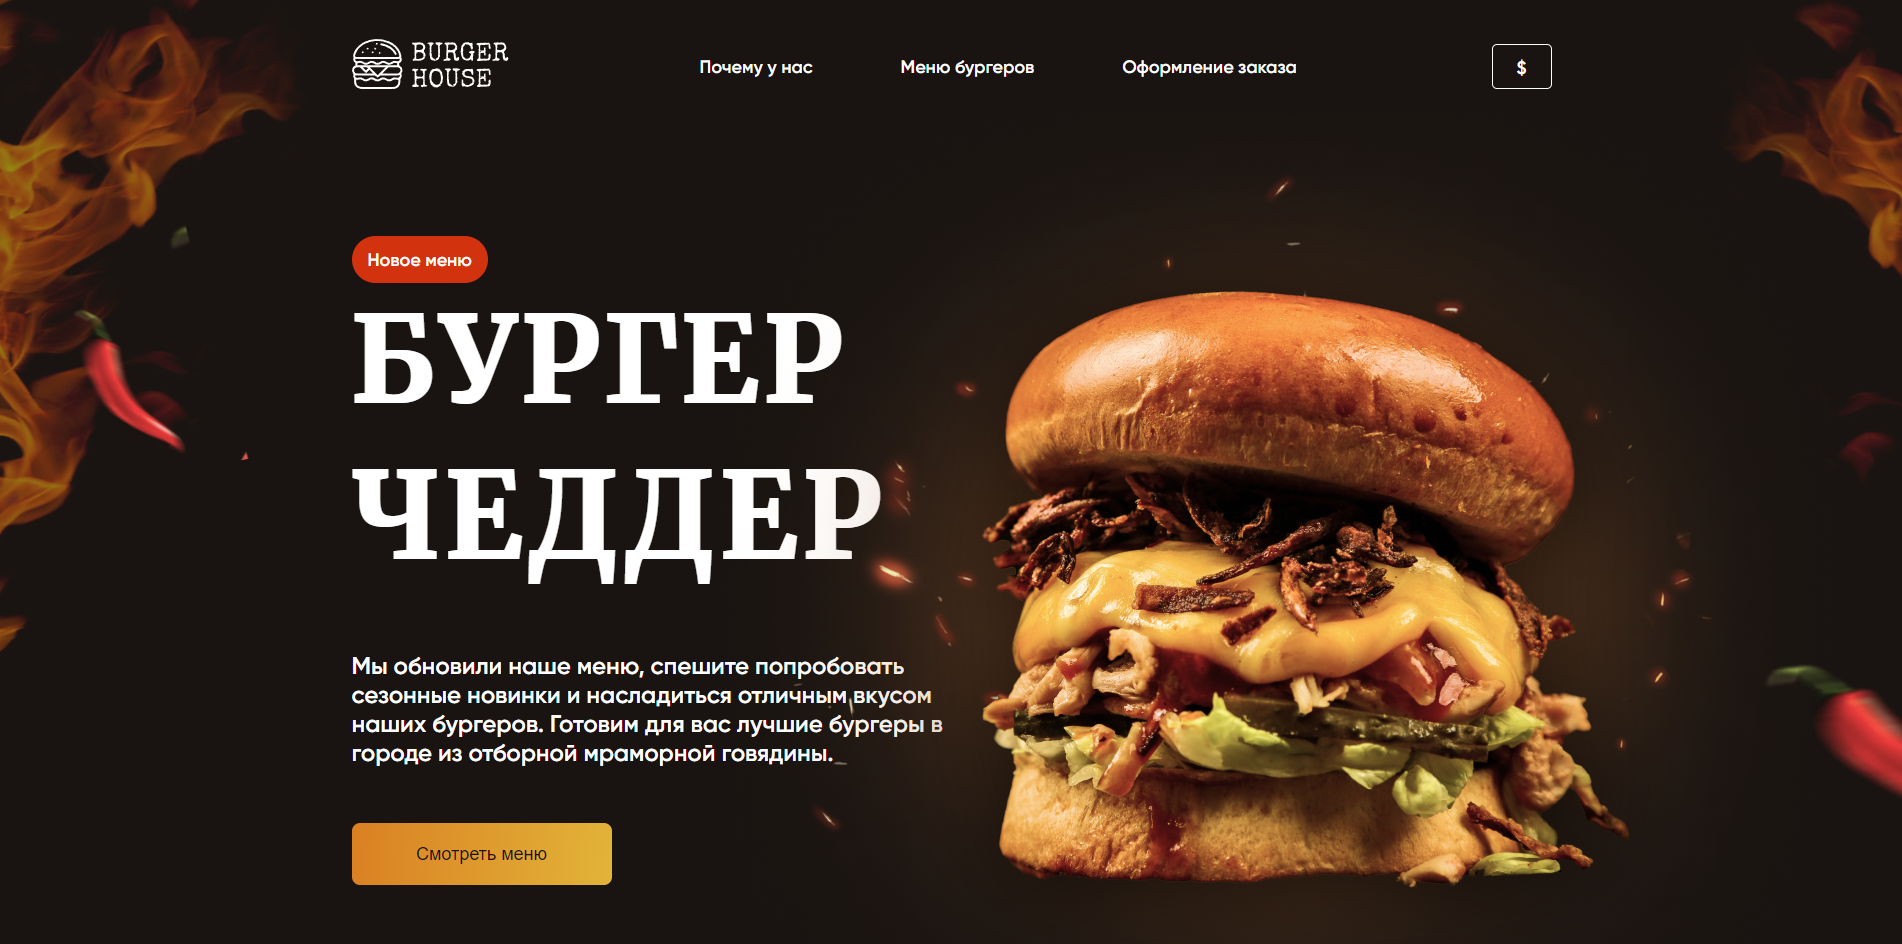 BURGER
HOUSE
Почему у нас
Меню бургеров
Оформление заказа
$
Новое меню
БУРГЕР
ЧЕДДЕР
Мы обновили наше меню, спешите попробовать
сезонные новинки и насладиться отличным вкусом
наших бургеров. Готовим для вас лучшие бургеры в
городе из отборной мраморной говядины.
Смотреть меню